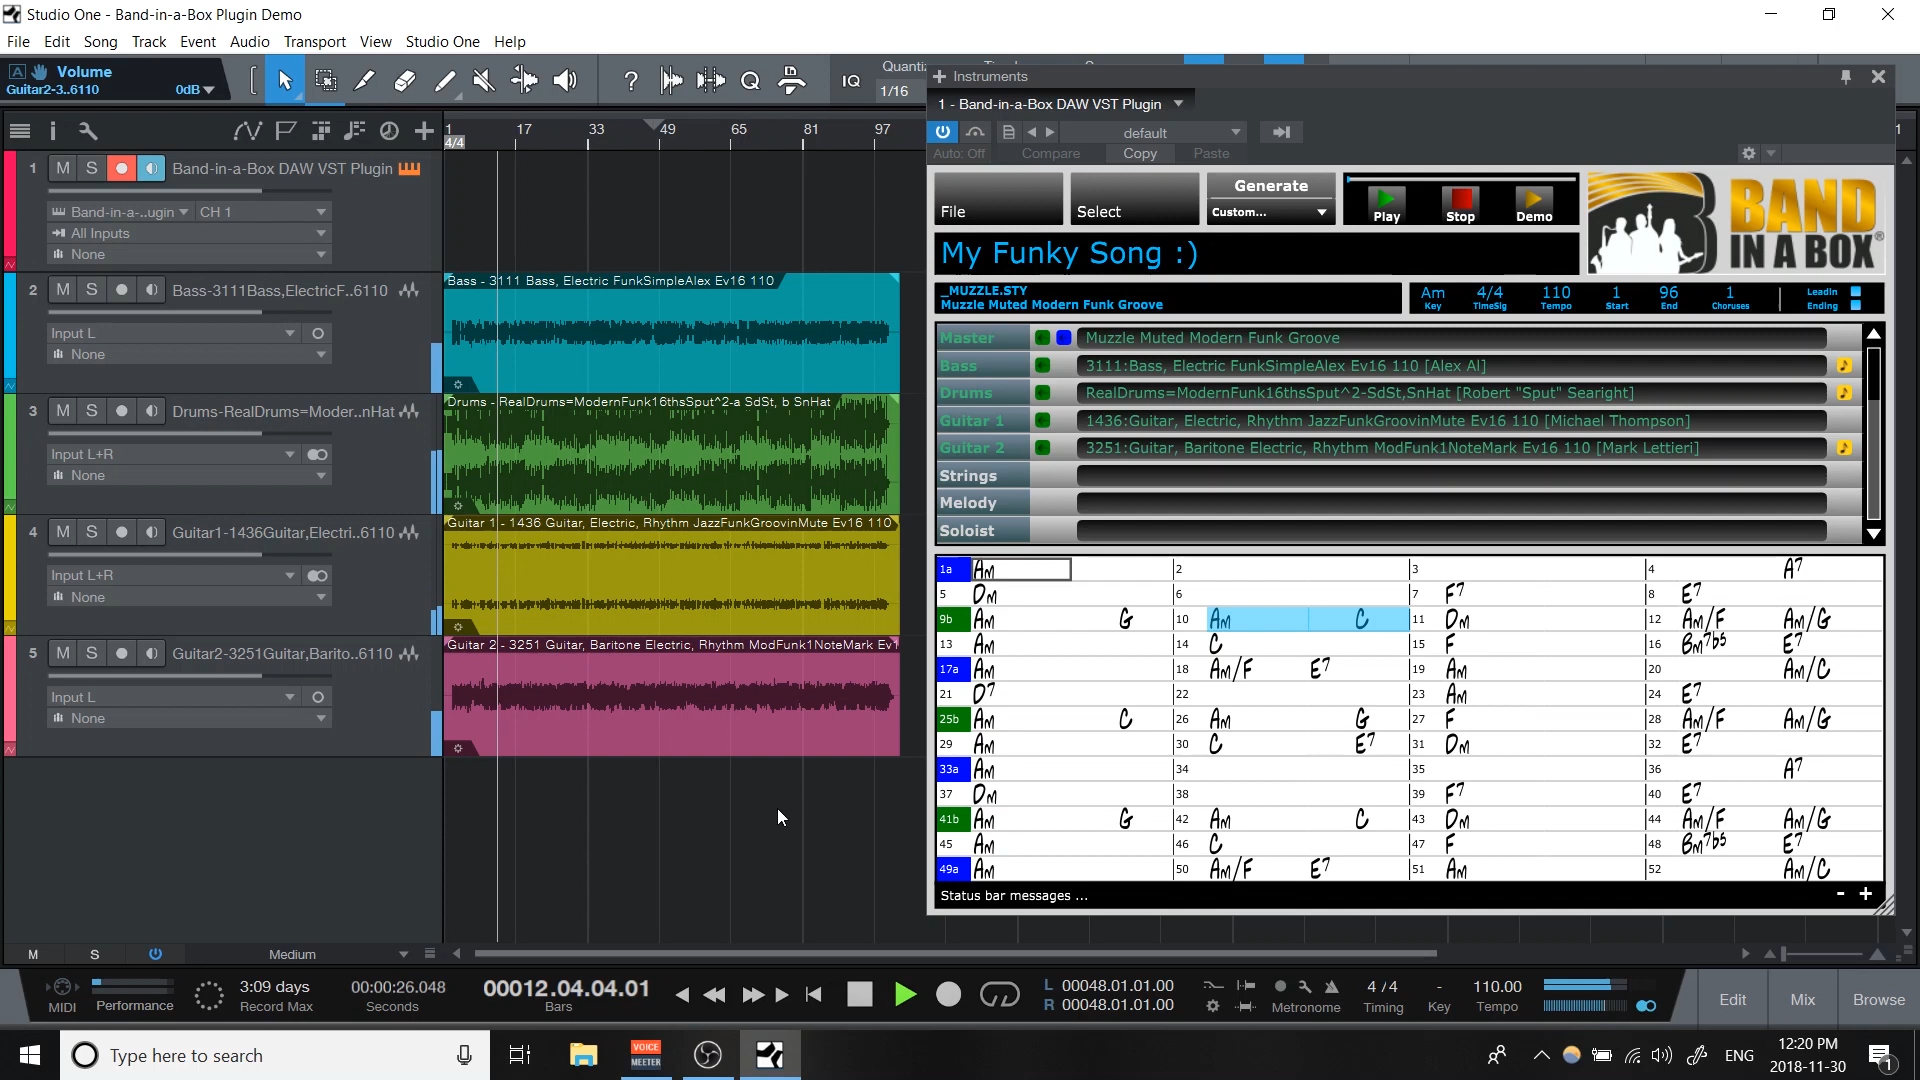 Studio One - Band-in-a-Box Plugin Demo
File Edit Song Track Event Audio Transport View Studio One Help
A Volume
Guitar2-3..6110 0dB
? Q IQ
1/16
Instruments
1 - Band-in-a-Box DAW VST Plugin
default
Auto: Off Compare Copy Paste
1 17 33 49 65 81 97
4/4
1 M S Band-in-a-Box DAW VST Plugin
Band-in-a-..ugin CH 1
All Inputs
None
2 M S Bass-3111Bass,ElectricF..6110
Input L
None
3 M S Drums-RealDrums=Moder..nHat
Input L+R
None
4 M S Guitar1-1436Guitar,Electri..6110
Input L+R
None
5 M S Guitar2-3251Guitar,Barito..6110
Input L
None
Bass - 3111 Bass, Electric FunkSimpleAlex Ev16 110
Drums - RealDrums=ModernFunk16thsSput^2-a SdSt, b SnHat
Guitar 1 - 1436 Guitar, Electric, Rhythm JazzFunkGroovinMute Ev16 110
Guitar 2 - 3251 Guitar, Baritone Electric, Rhythm ModFunk1NoteMark Ev1
File Select Generate
Custom...
Play Stop Demo
BAND
IN A BOX®
My Funky Song :)
_MUZZLE.STY
Muzzle Muted Modern Funk Groove
Am 4/4 110 1 96 1 LeadIn
Key TimeSig Tempo Start End Choruses Ending
Master Muzzle Muted Modern Funk Groove
Bass 3111:Bass, Electric FunkSimpleAlex Ev16 110 [Alex Al]
Drums RealDrums=ModernFunk16thsSput^2-SdSt,SnHat [Robert "Sput" Searight]
Guitar 1 1436:Guitar, Electric, Rhythm JazzFunkGroovinMute Ev16 110 [Michael Thompson]
Guitar 2 3251:Guitar, Baritone Electric, Rhythm ModFunk1NoteMark Ev16 110 [Mark Lettieri]
Strings
Melody
Soloist
1a Am 2 3 4 A7
5 Dm 6 7 F7 8 E7
9b Am G 10 Am C 11 Dm 12 Am/F Am/G
13 Am 14 C 15 F 16 Bm7b5 E7
17a Am 18 Am/F E7 19 Am 20 Am/C
21 D7 22 23 Am 24 E7
25b Am C 26 Am G 27 F 28 Am/F Am/G
29 Am 30 C E7 31 Dm 32 E7
33a Am 34 35 36 A7
37 Dm 38 39 F7 40 E7
41b Am G 42 Am C 43 Dm 44 Am/F Am/G
45 Am 46 C 47 F 48 Bm7b5 E7
49a Am 50 Am/F E7 51 Am 52 Am/C
Status bar messages ... - +
M S Medium
MIDI Performance
3:09 days
Record Max
00:00:26.048
Seconds
00012.04.04.01
Bars
L 00048.01.01.00
R 00048.01.01.00
Metronome
4 / 4
Timing
-
Key
110.00
Tempo
Edit Mix Browse
Type here to search
VOICE
MEETER
ENG
12:20 PM
2018-11-30
1